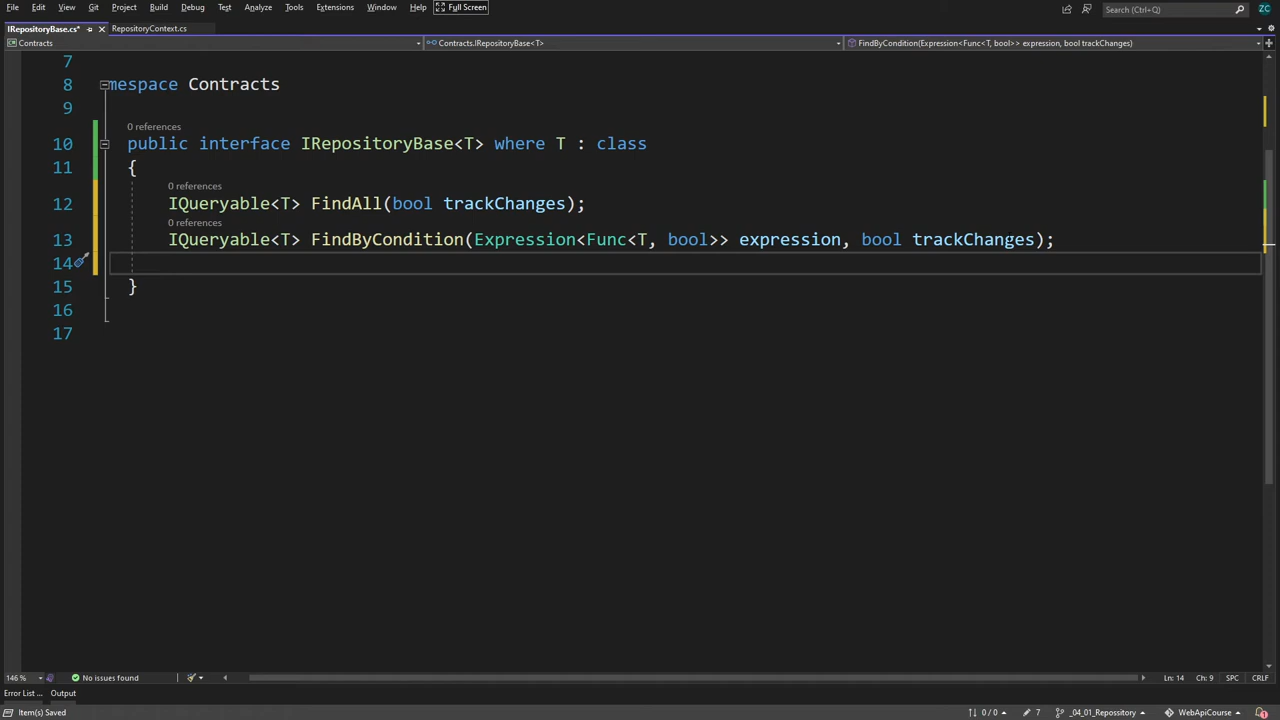 File Edit View Git Project Build Debug Test Analyze Tools Extensions Window Help Full Screen Search (Ctrl+Q) ZC
IRepositoryBase.cs* RepositoryContext.cs
Contracts Contracts.IRepositoryBase<T> FindByCondition(Expression<Func<T, bool>> expression, bool trackChanges)
7
8 mespace Contracts
9
0 references
10 public interface IRepositoryBase<T> where T : class
11 {
0 references
12 IQueryable<T> FindAll(bool trackChanges);
0 references
13 IQueryable<T> FindByCondition(Expression<Func<T, bool>> expression, bool trackChanges);
14
15 }
16
17
146 % No issues found Ln: 14 Ch: 9 SPC CRLF
Error List ... Output
Item(s) Saved 0 / 0 7 _04_01_Repossitory WebApiCourse 1